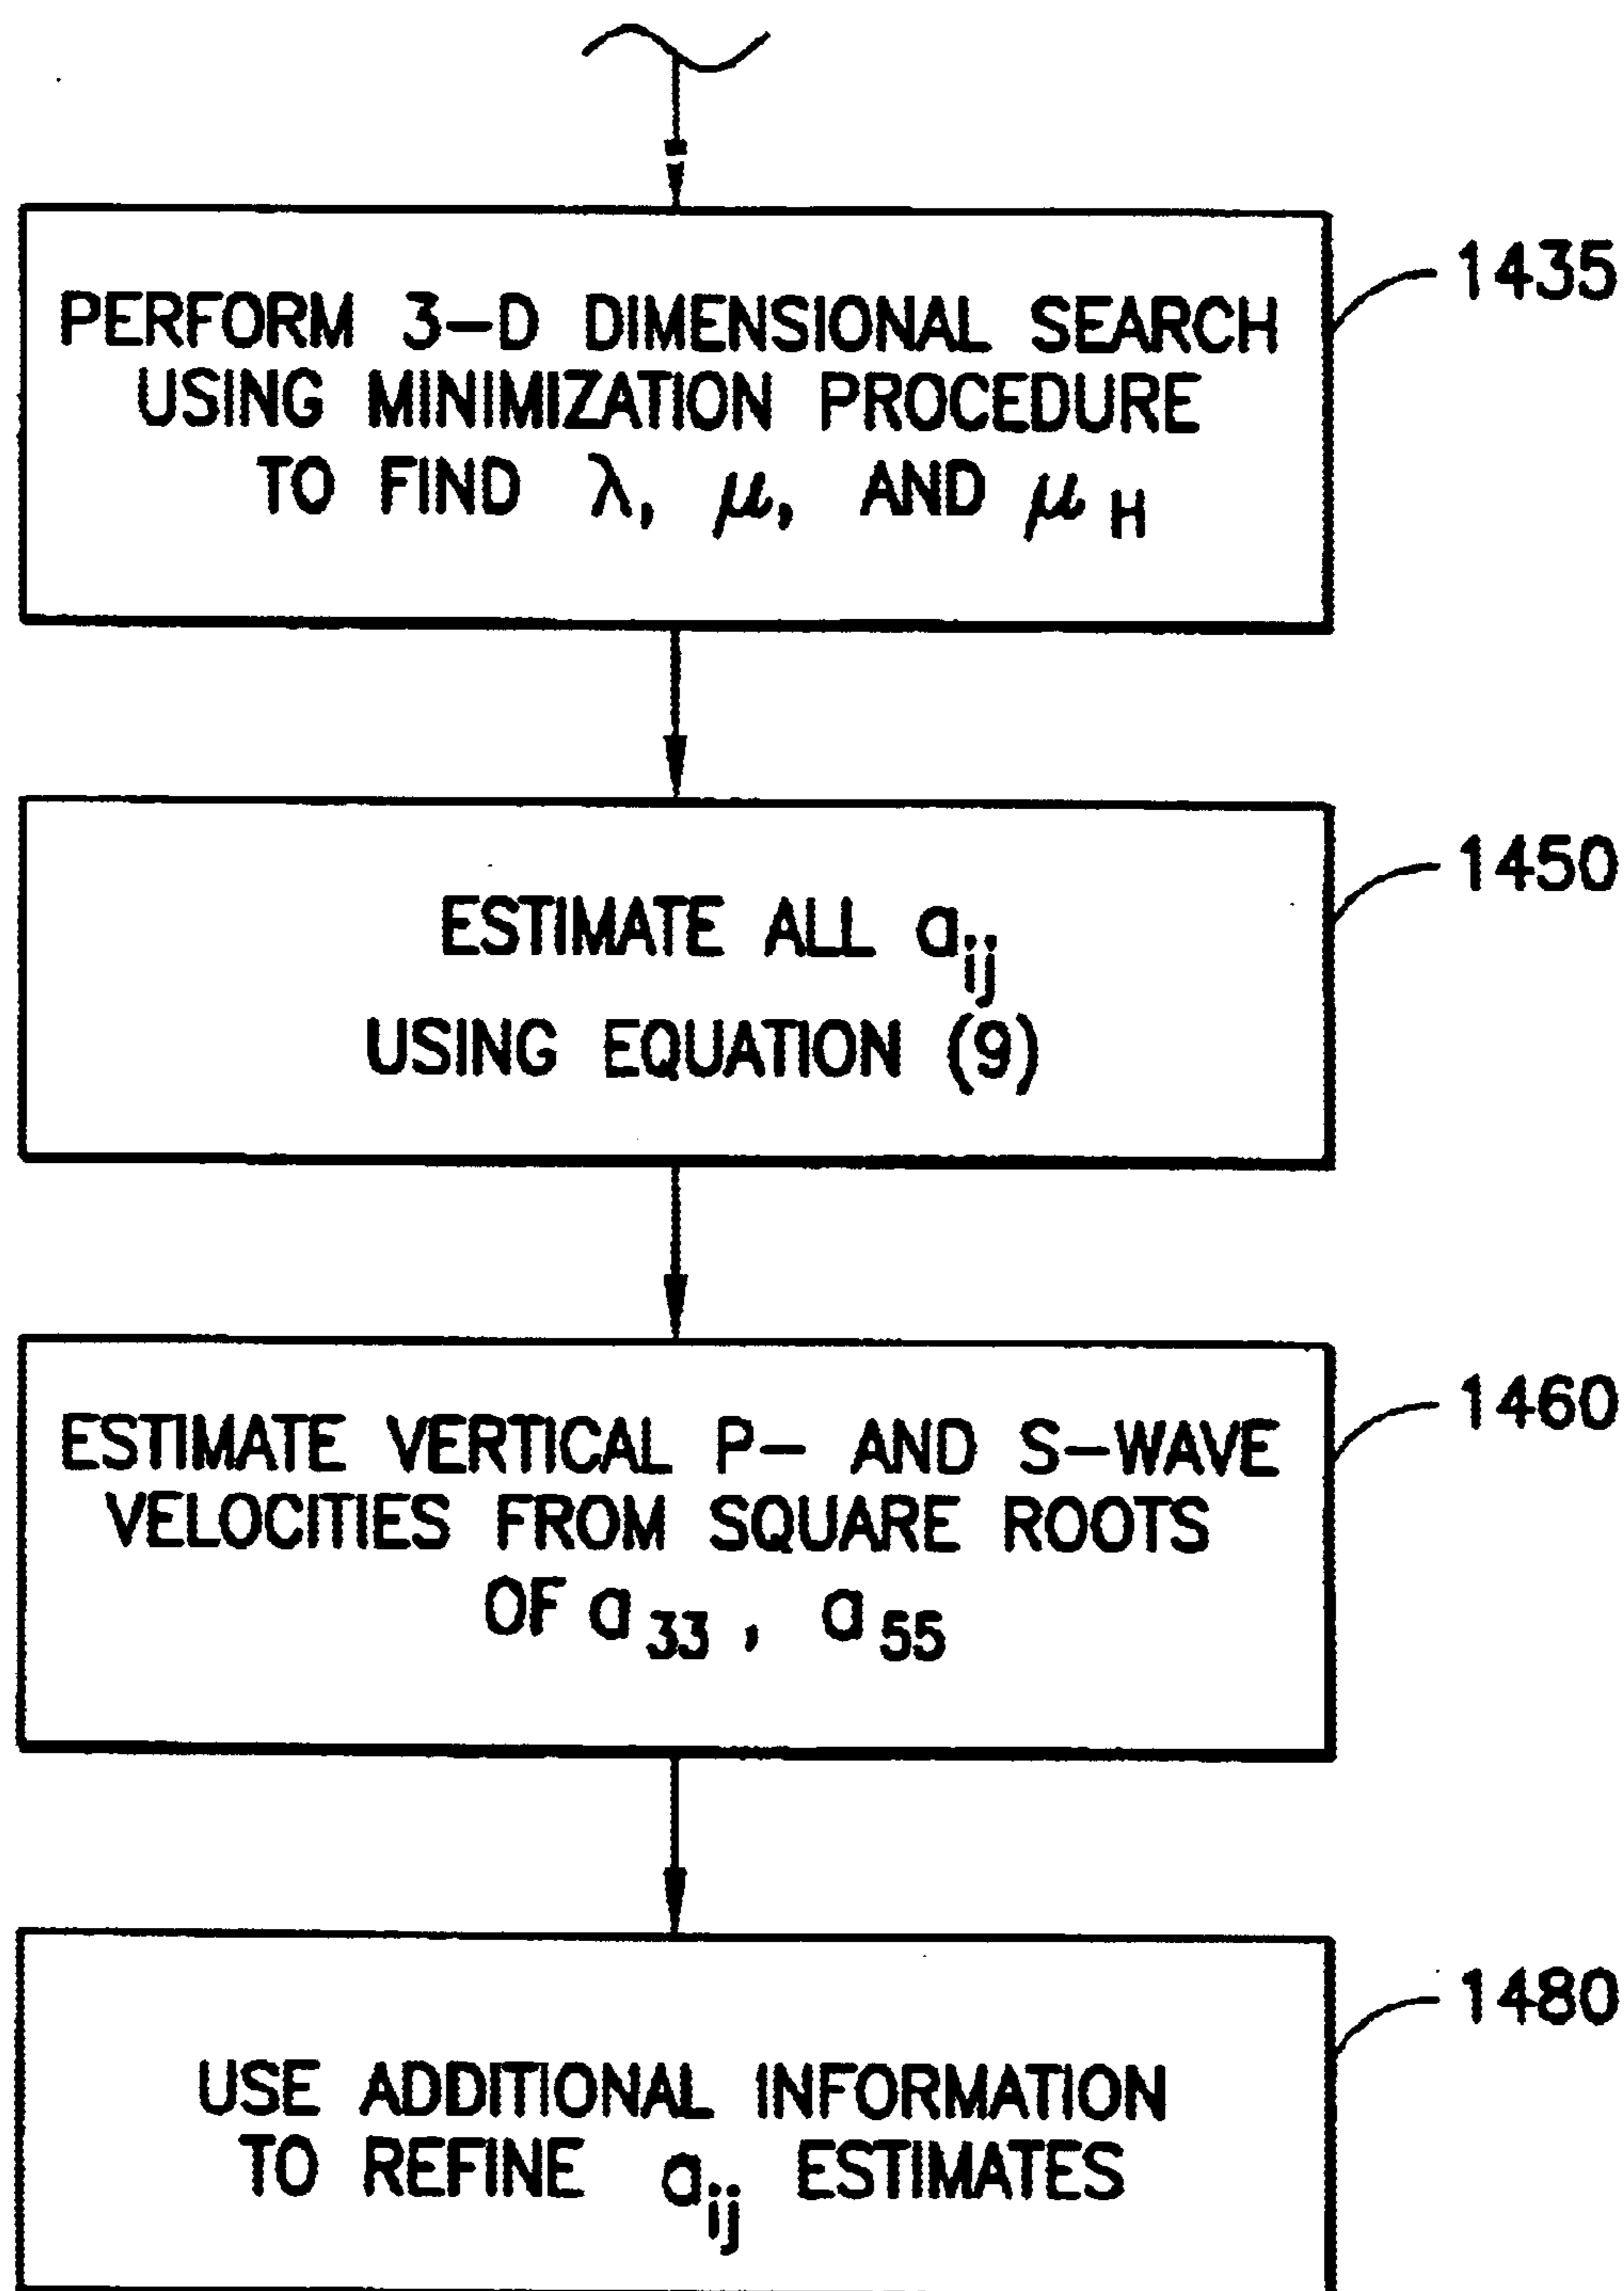 PERFORM 3-D DIMENSIONAL SEARCH
USING MINIMIZATION PROCEDURE
TO FIND λ, μ, AND μ H
1435
ESTIMATE ALL aij
USING EQUATION (9)
1450
ESTIMATE VERTICAL P- AND S-WAVE
VELOCITIES FROM SQUARE ROOTS
OF a33 , a55
1460
USE ADDITIONAL INFORMATION
TO REFINE aij ESTIMATES
1480